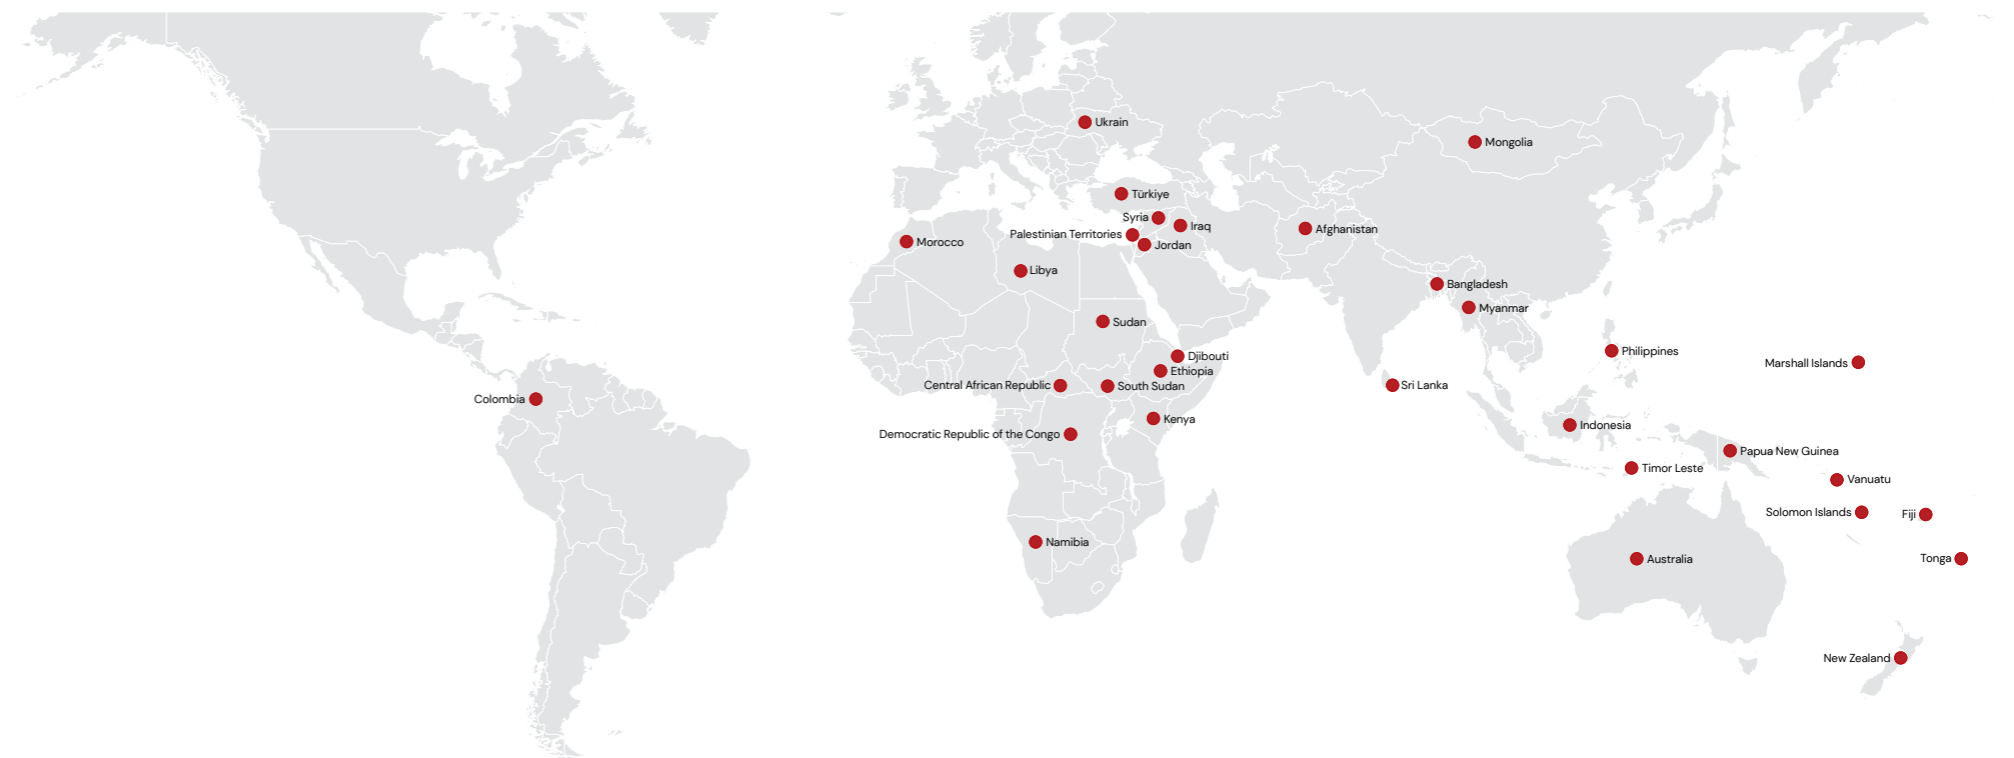 Ukrain
Mongolia
Türkiye
Syria
Iraq
Afghanistan
Palestinian Territories
Jordan
Morocco
Libya
Bangladesh
Myanmar
Sudan
Philippines
Djibouti
Marshall Islands
Ethiopia
Central African Republic
South Sudan
Sri Lanka
Colombia
Kenya
Indonesia
Democratic Republic of the Congo
Papua New Guinea
Timor Leste
Vanuatu
Solomon Islands
Fiji
Namibia
Australia
Tonga
New Zealand